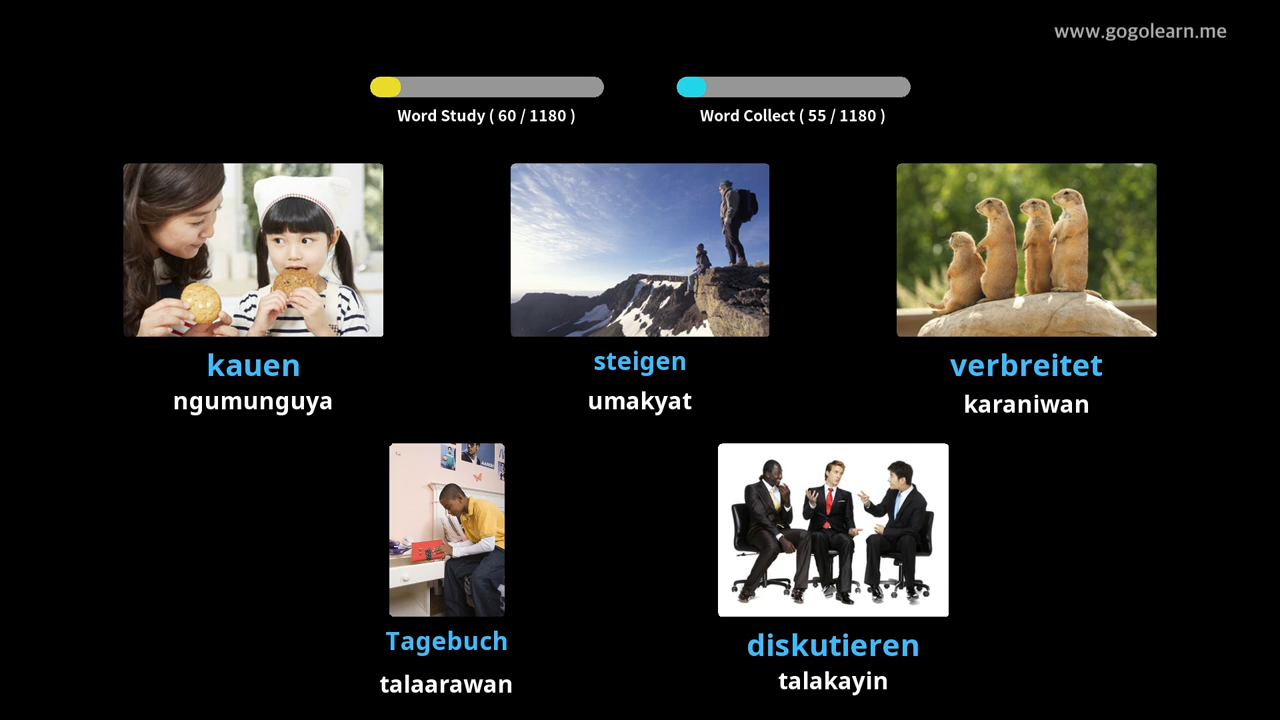 www.gogolearn.me
Word Study ( 60 / 1180 )
Word Collect ( 55 / 1180 )
kauen
ngumunguya
steigen
umakyat
verbreitet
karaniwan
Tagebuch
talaarawan
diskutieren
talakayin